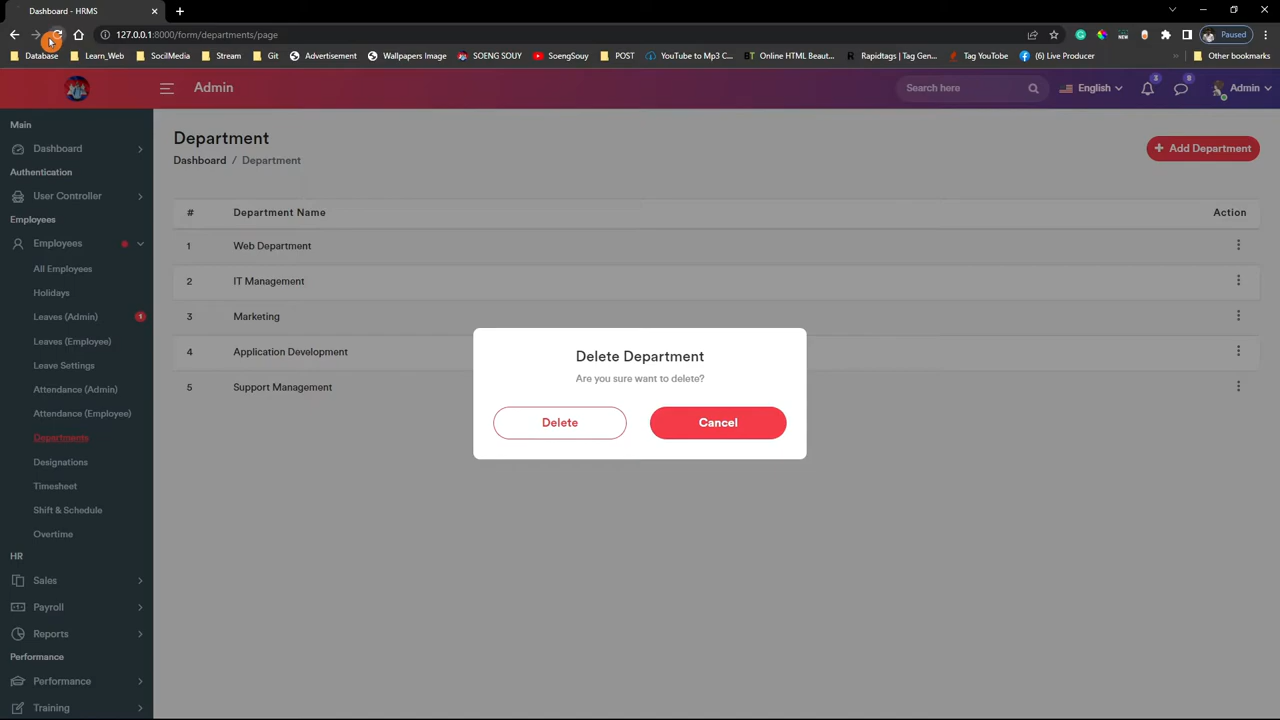 Dashboard - HRMS
127.0.0.1:8000/form/departments/page
Paused
Database Learn_Web SocilMedia Stream Git Advertisement Wallpapers Image SOENG SOUY SoengSouy POST YouTube to Mp3 C... Online HTML Beaut... Rapidtags | Tag Gen... Tag YouTube (6) Live Producer Other bookmarks
Admin
Search here
English
3
8
Admin
Main
Dashboard
Authentication
User Controller
Employees
Employees
All Employees
Holidays
Leaves (Admin) 1
Leaves (Employee)
Leave Settings
Attendance (Admin)
Attendance (Employee)
Departments
Designations
Timesheet
Shift & Schedule
Overtime
HR
Sales
Payroll
Reports
Performance
Performance
Training
Department
Dashboard / Department
+ Add Department
# Department Name Action
1 Web Department
2 IT Management
3 Marketing
4 Application Development
5 Support Management
Delete Department
Are you sure want to delete?
Delete Cancel